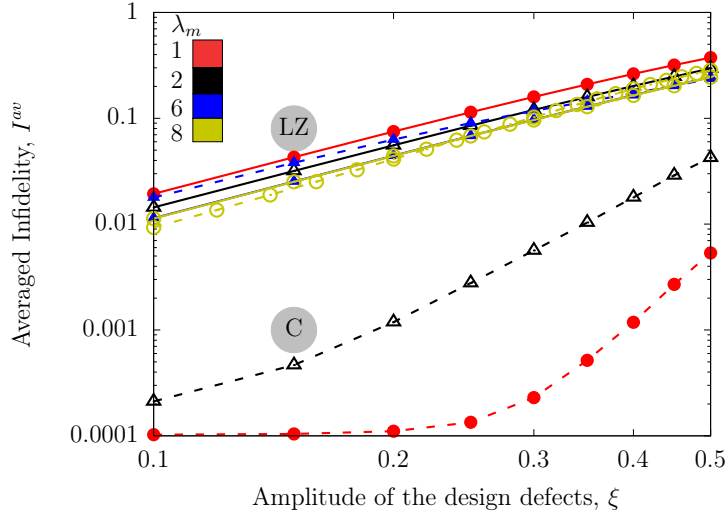 λm
1
2
6
8
LZ
C
1
0.1
0.01
0.001
0.0001
Averaged Infidelity, I^av
0.1
0.2
0.3
0.4
0.5
Amplitude of the design defects, ξ